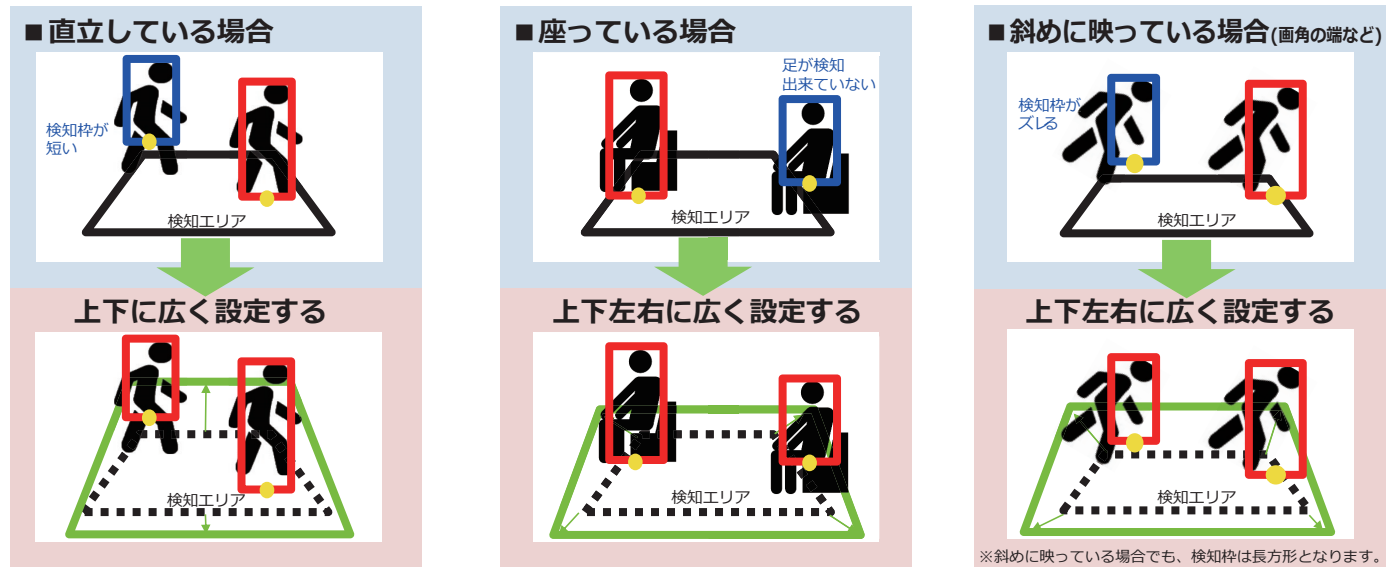 ■直立している場合
検知枠が
短い
検知エリア
上下に広く設定する
検知エリア
■座っている場合
足が検知
出来ていない
検知エリア
上下左右に広く設定する
検知エリア
■斜めに映っている場合(画角の端など)
検知枠が
ズレる
検知エリア
上下左右に広く設定する
検知エリア
※斜めに映っている場合でも、検知枠は長方形となります。